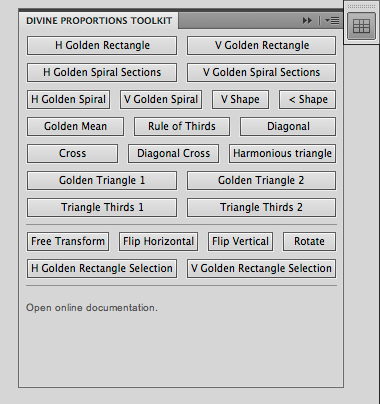 DIVINE PROPORTIONS TOOLKIT
H Golden Rectangle V Golden Rectangle
H Golden Spiral Sections V Golden Spiral Sections
H Golden Spiral V Golden Spiral V Shape < Shape
Golden Mean Rule of Thirds Diagonal
Cross Diagonal Cross Harmonious triangle
Golden Triangle 1 Golden Triangle 2
Triangle Thirds 1 Triangle Thirds 2
Free Transform Flip Horizontal Flip Vertical Rotate
H Golden Rectangle Selection V Golden Rectangle Selection
Open online documentation.